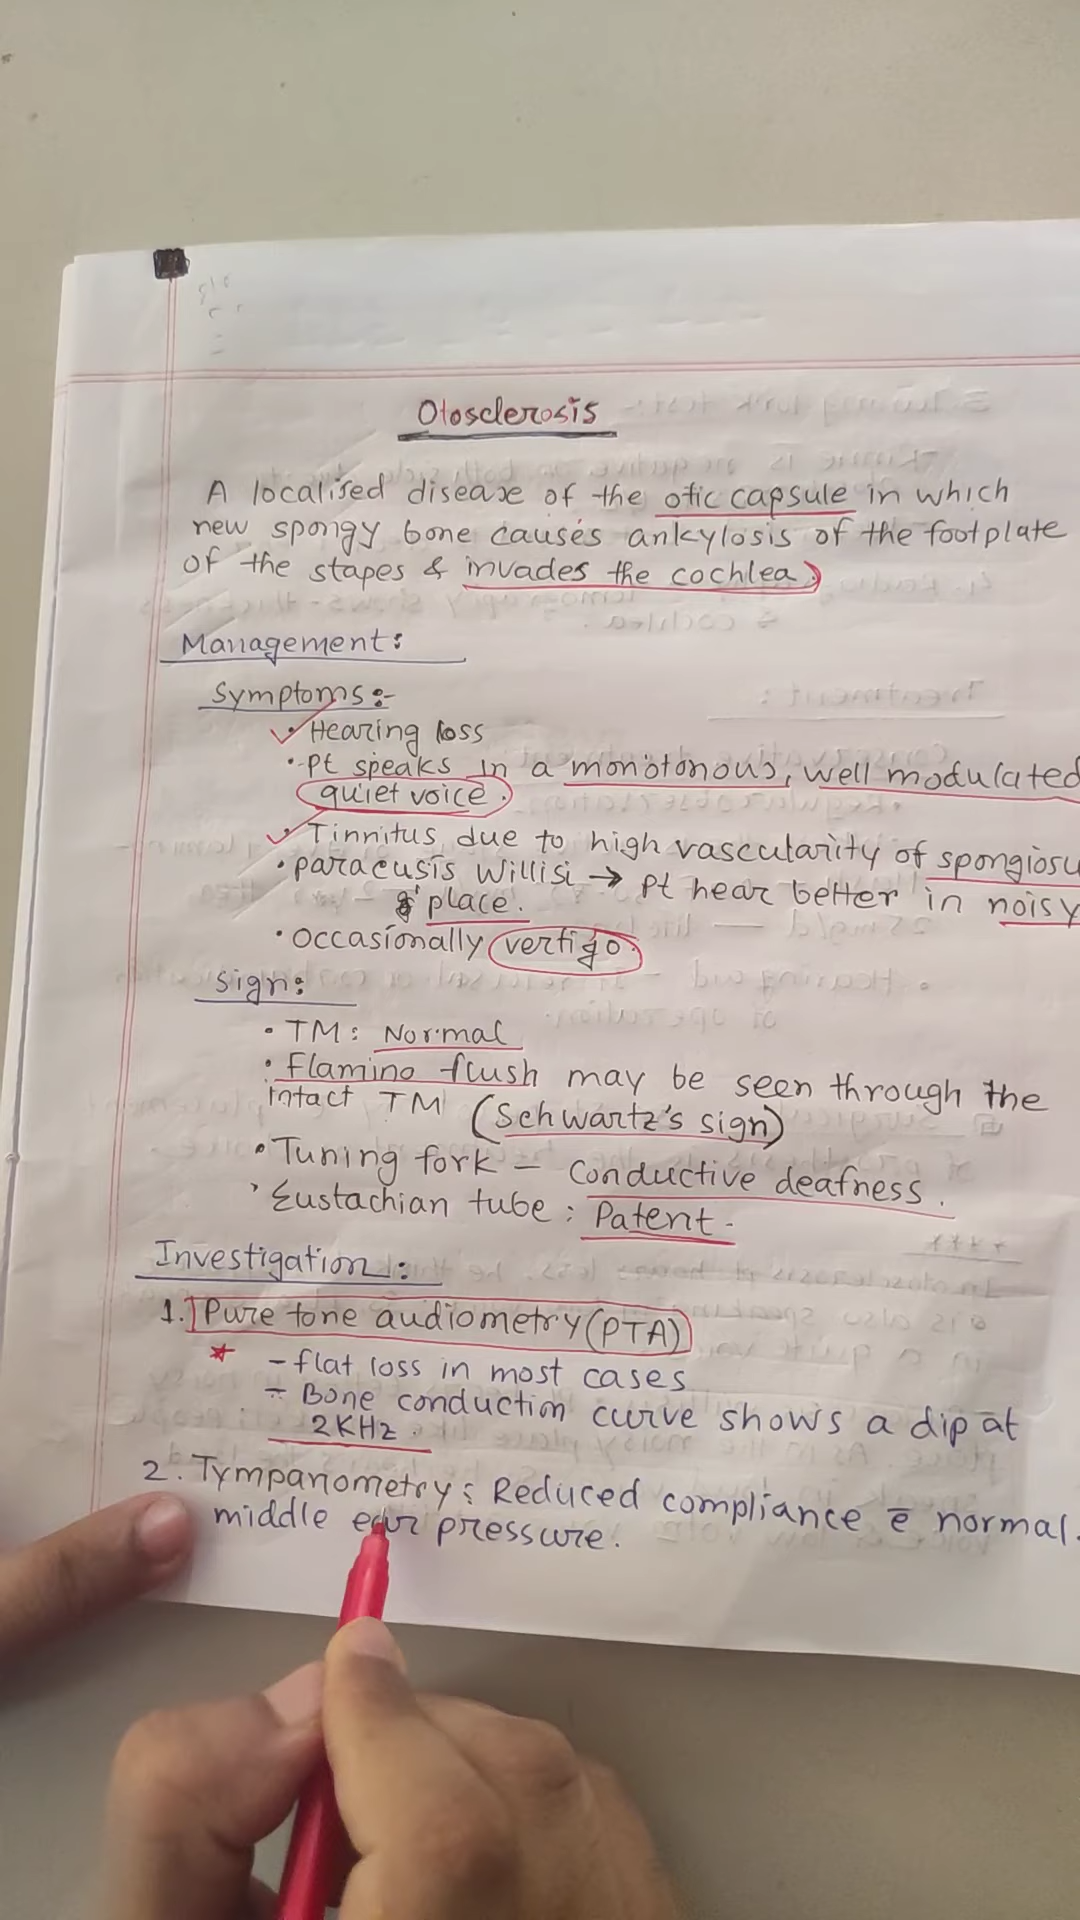 Otosclerosis
A localised disease of the otic capsule in which
new spongy bone causes ankylosis of the footplate
of the stapes & invades the cochlea.
Management:
Symptoms:-
• Hearing loss
• Pt speaks in a monotonous, well modulated
quiet voice.
• Tinnitus due to high vascularity of spongiosu
• paracusis Willisi → pt hear better in noisy
place.
• Occasionally vertigo.
Sign:
• TM: Normal
• Flamino flush may be seen through the
intact TM (Schwartz's sign)
• Tuning fork – Conductive deafness.
• Eustachian tube: Patent.
Investigation:
1. Pure tone audiometry (PTA)
* – flat loss in most cases
– Bone conduction curve shows a dip at
2KHz.
2. Tympanometry: Reduced compliance c̄ normal.
middle ear pressure.